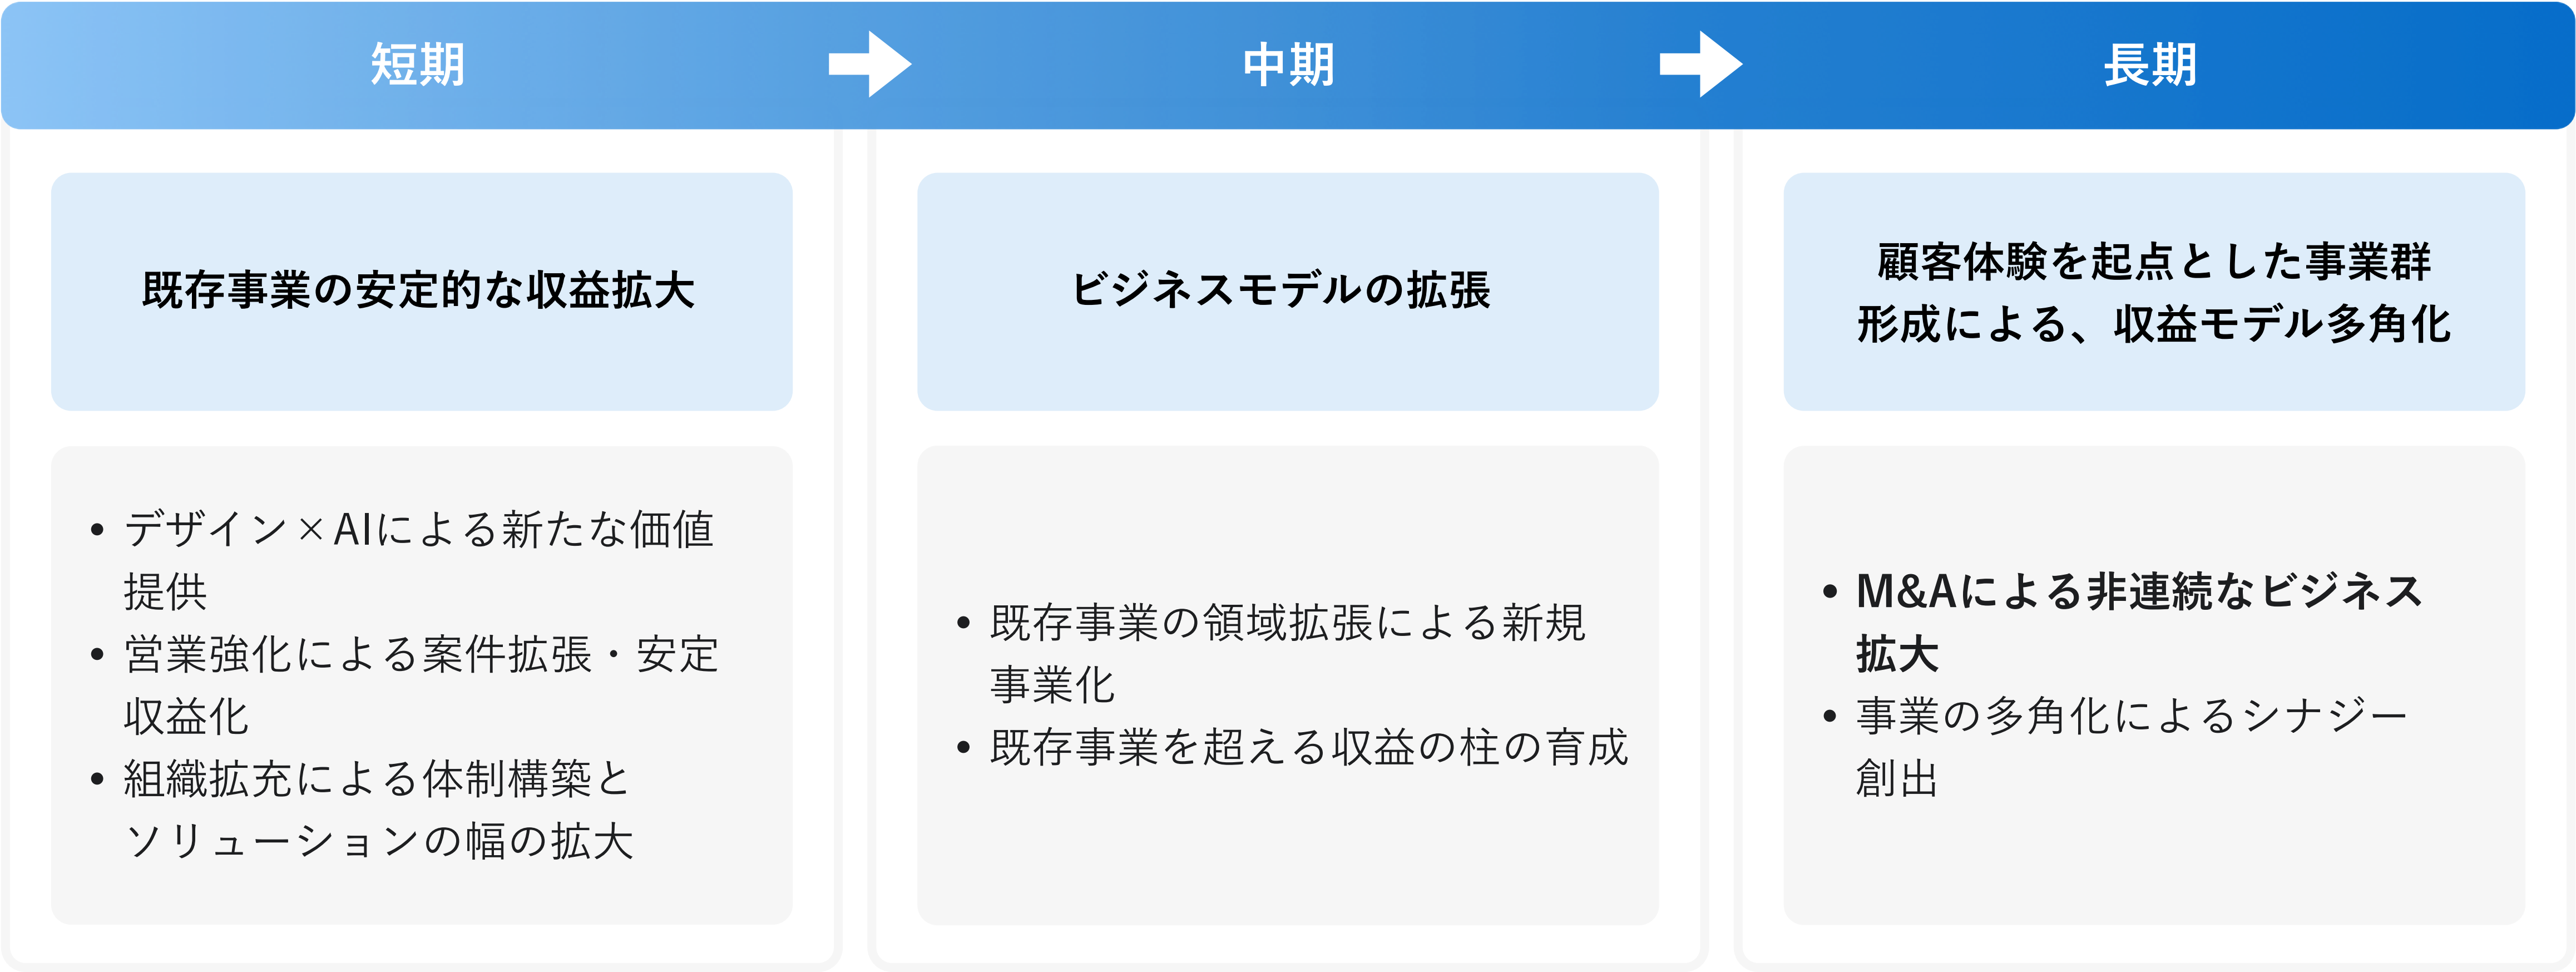 短期
中期
長期
既存事業の安定的な収益拡大
ビジネスモデルの拡張
顧客体験を起点とした事業群
形成による、収益モデル多角化
• デザイン×AIによる新たな価値
提供
• 営業強化による案件拡張・安定
収益化
• 組織拡充による体制構築と
ソリューションの幅の拡大
• 既存事業の領域拡張による新規
事業化
• 既存事業を超える収益の柱の育成
• M&Aによる非連続なビジネス
拡大
• 事業の多角化によるシナジー
創出